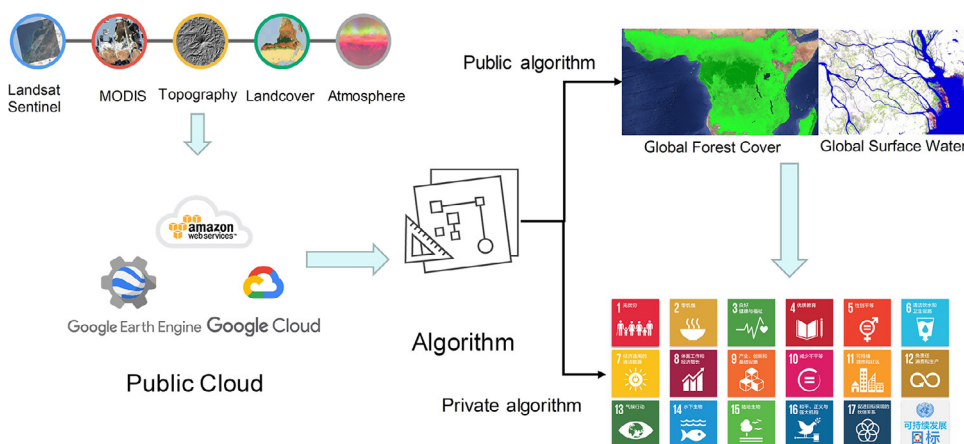 Landsat
Sentinel
MODIS
Topography
Landcover
Atmosphere
amazon
webservices™
Google Earth Engine
Google Cloud
Public Cloud
Algorithm
Public algorithm
Global Forest Cover
Global Surface Water
Private algorithm
1 无贫穷
2 零饥饿
3 良好
健康与福祉
4 优质教育
5 性别平等
6 清洁饮水和
卫生设施
7 经济适用的
清洁能源
8 体面工作和
经济增长
9 产业、创新和
基础设施
10 减少不平等
11 可持续
城市和社区
12 负责任
消费和生产
13 气候行动
14 水下生物
15 陆地生物
16 和平、正义与
强大机构
17 促进目标实现的
伙伴关系
可持续发展
目标